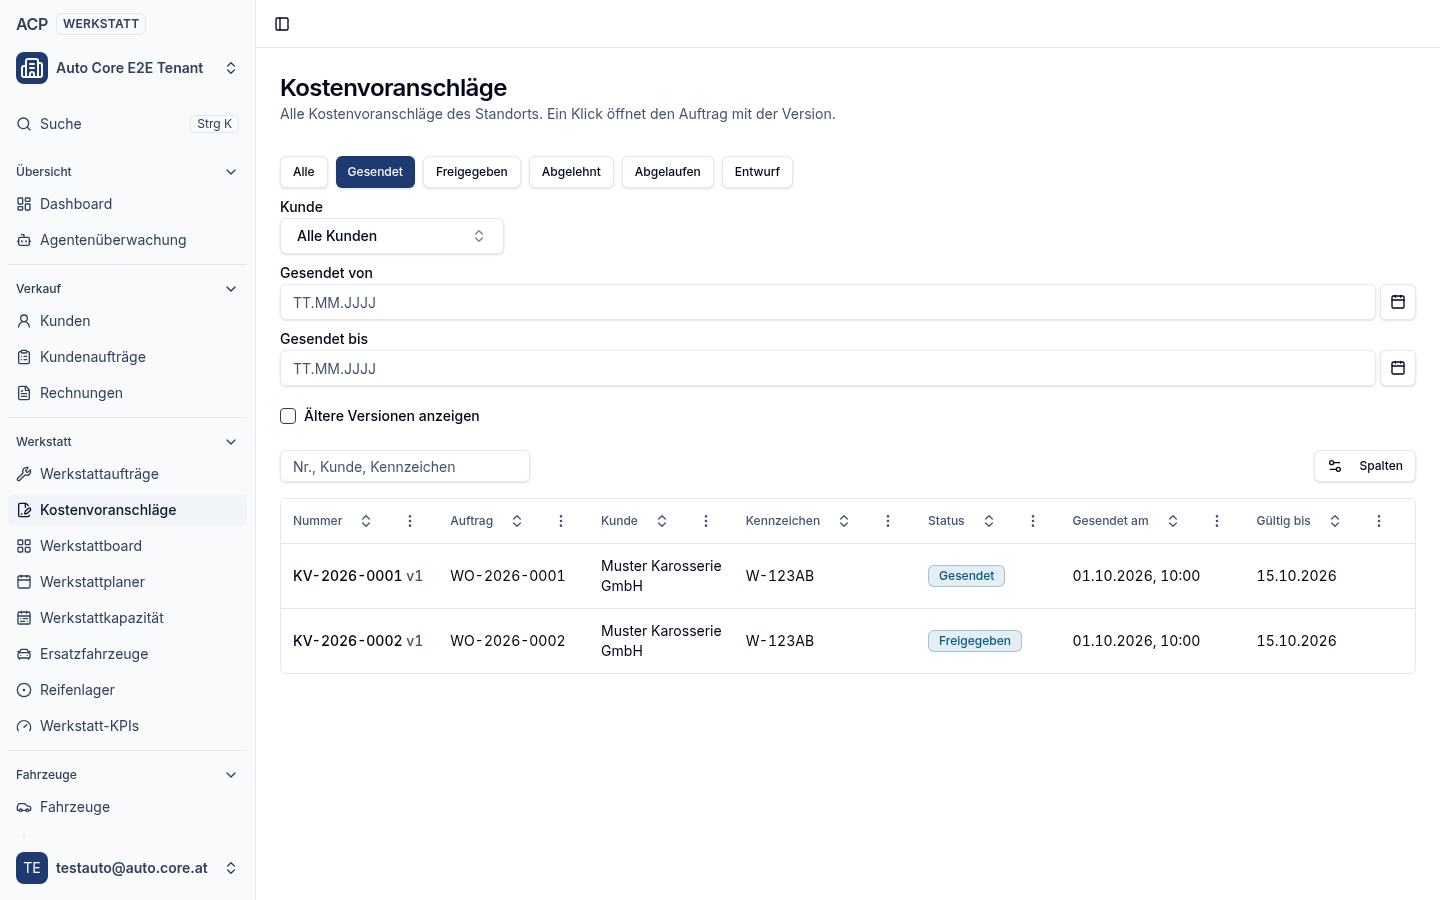 ACP WERKSTATT
Auto Core E2E Tenant
Suche Strg K
Übersicht
Dashboard
Agentenüberwachung
Verkauf
Kunden
Kundenaufträge
Rechnungen
Werkstatt
Werkstattaufträge
Kostenvoranschläge
Werkstattboard
Werkstattplaner
Werkstattkapazität
Ersatzfahrzeuge
Reifenlager
Werkstatt-KPIs
Fahrzeuge
Fahrzeuge
TE testauto@auto.core.at
Kostenvoranschläge
Alle Kostenvoranschläge des Standorts. Ein Klick öffnet den Auftrag mit der Version.
Alle Gesendet Freigegeben Abgelehnt Abgelaufen Entwurf
Kunde
Alle Kunden
Gesendet von
TT.MM.JJJJ
Gesendet bis
TT.MM.JJJJ
Ältere Versionen anzeigen
Nr., Kunde, Kennzeichen Spalten
Nummer Auftrag Kunde Kennzeichen Status Gesendet am Gültig bis
KV-2026-0001 v1 WO-2026-0001 Muster Karosserie GmbH W-123AB Gesendet 01.10.2026, 10:00 15.10.2026
KV-2026-0002 v1 WO-2026-0002 Muster Karosserie GmbH W-123AB Freigegeben 01.10.2026, 10:00 15.10.2026